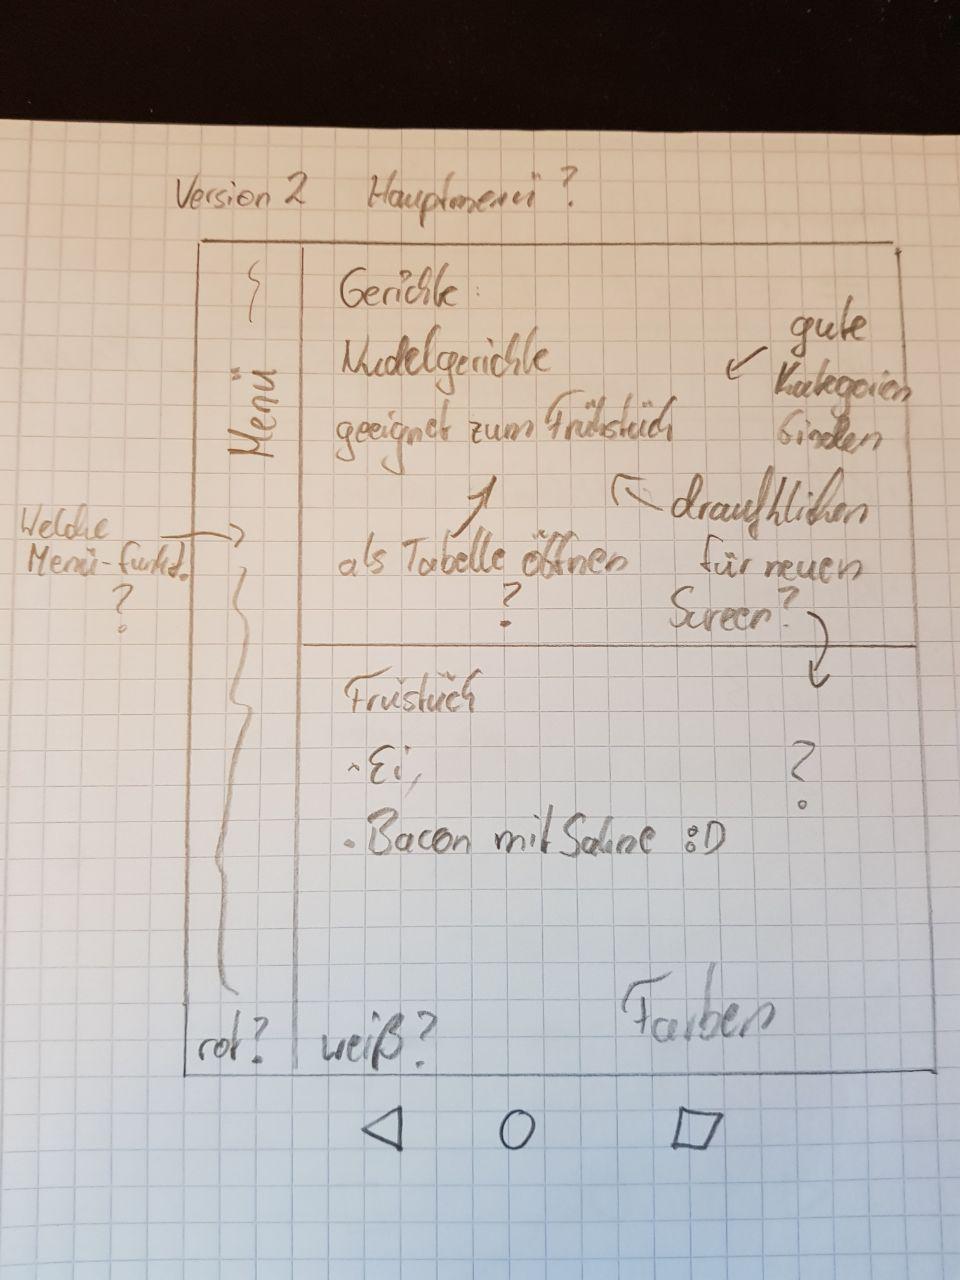 Version 2 Hauptmenü?
Menü
Gerichte:
Nudelgerichte
geeignet zum Frühstück
gute
Kategorien
finden
Welche
Menü-funkt.
?
als Tabelle öffnen
?
draufklicken
für neuen
Screen?
Früstück
• Ei,
• Bacon mit Sahne :D
?
rot? weiß?
Farben